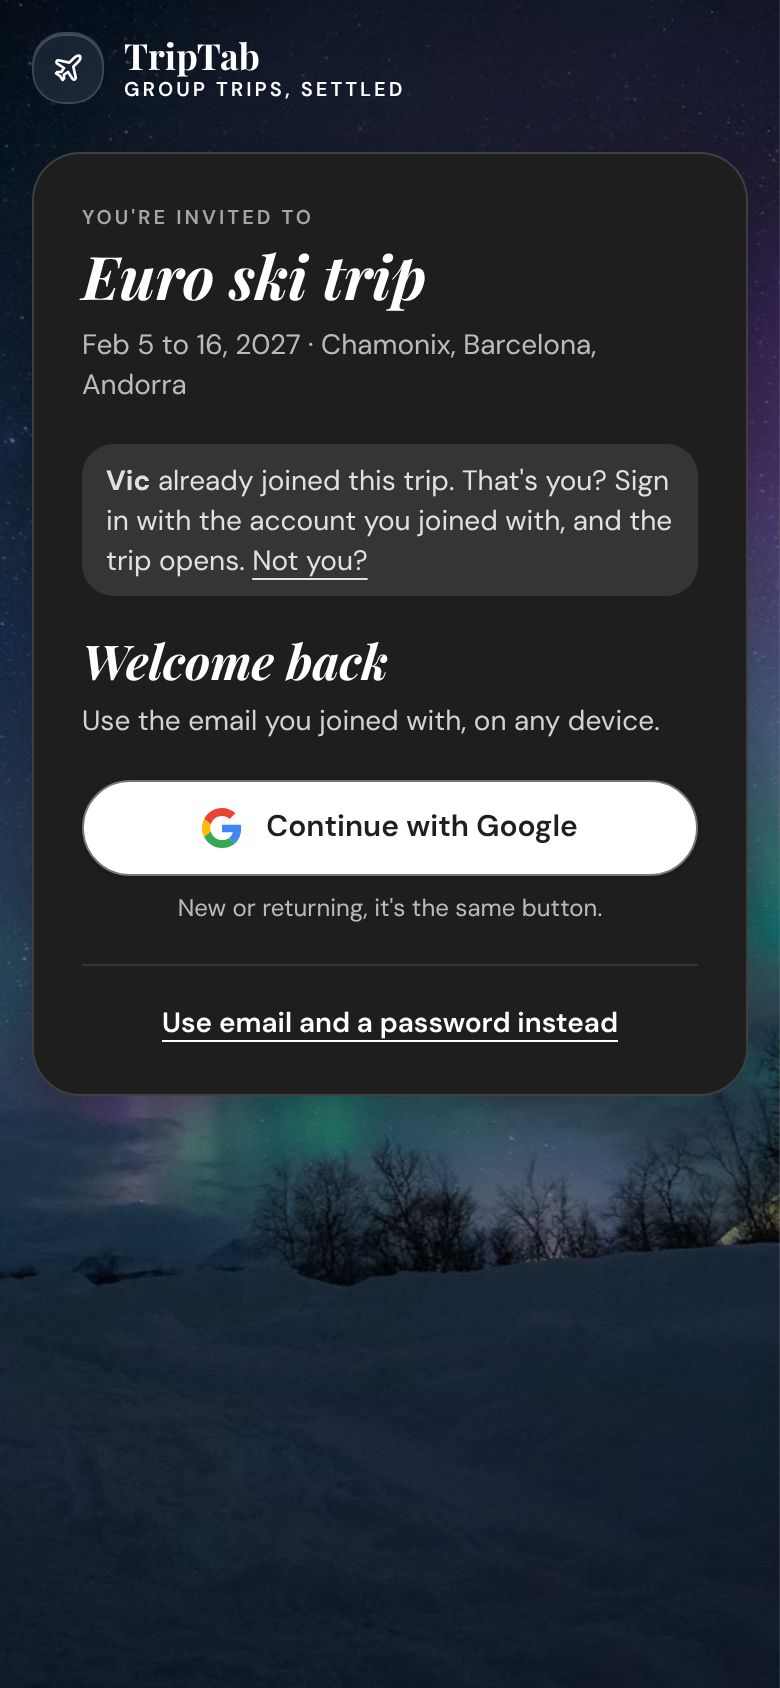 TripTab
GROUP TRIPS, SETTLED
YOU'RE INVITED TO
Euro ski trip
Feb 5 to 16, 2027 · Chamonix, Barcelona,
Andorra
Vic already joined this trip. That's you? Sign
in with the account you joined with, and the
trip opens. Not you?
Welcome back
Use the email you joined with, on any device.
Continue with Google
New or returning, it's the same button.
Use email and a password instead